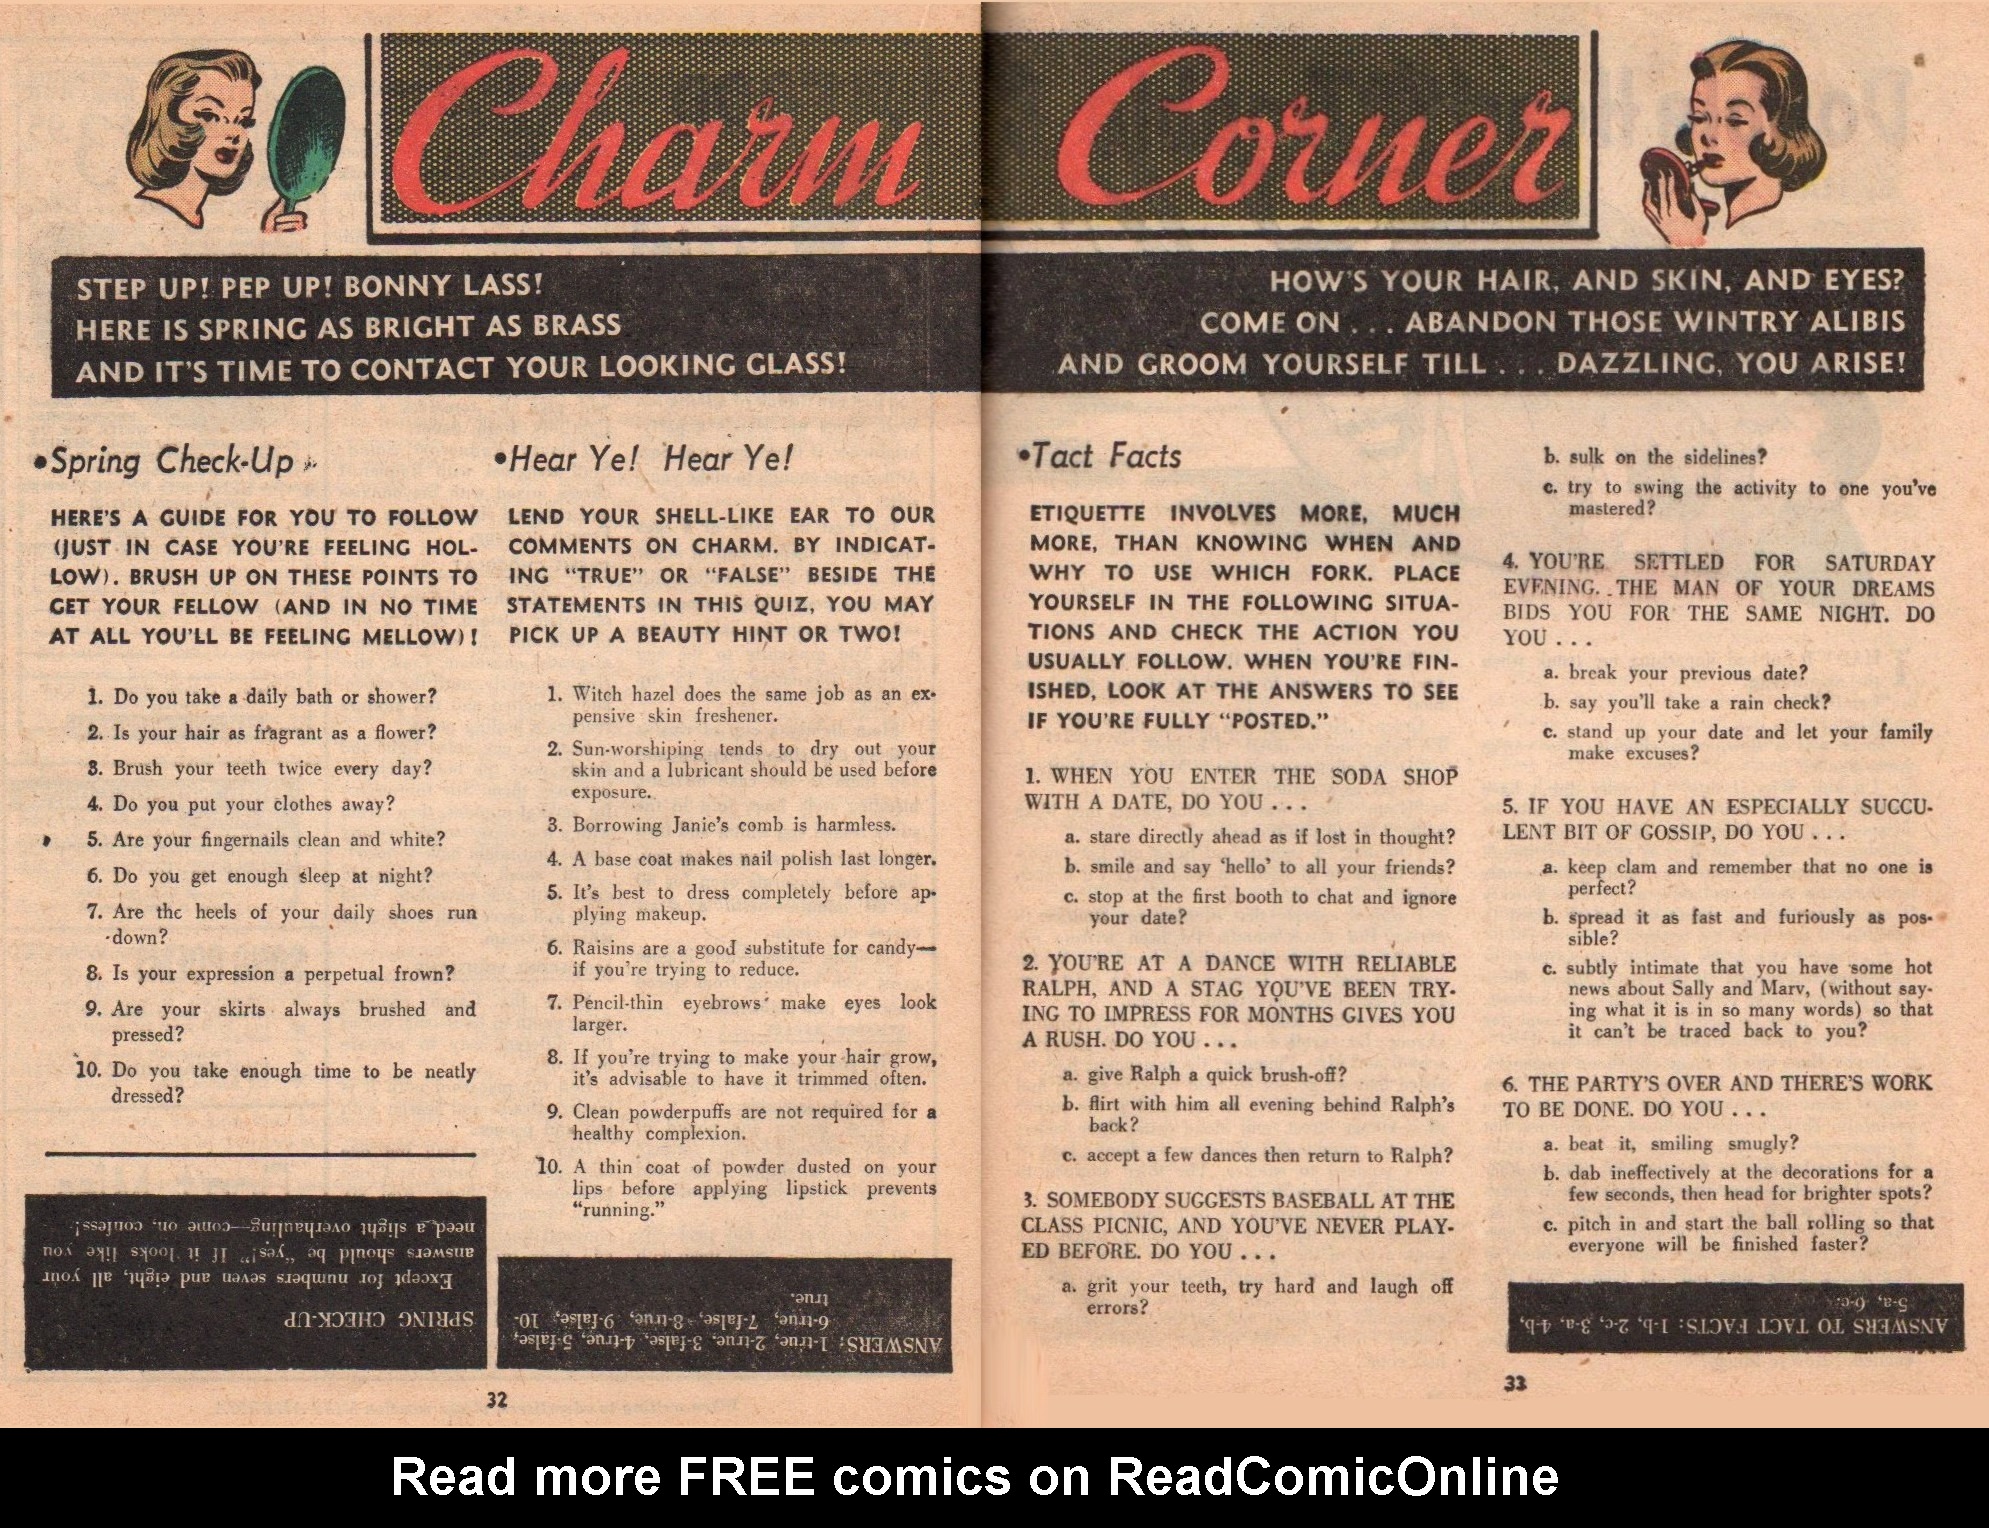 Charm Corner
STEP UP! PEP UP! BONNY LASS!
HERE IS SPRING AS BRIGHT AS BRASS
AND IT'S TIME TO CONTACT YOUR LOOKING GLASS!
HOW'S YOUR HAIR, AND SKIN, AND EYES?
COME ON . . . ABANDON THOSE WINTRY ALIBIS
AND GROOM YOURSELF TILL . . . DAZZLING, YOU ARISE!
•Spring Check-Up
HERE'S A GUIDE FOR YOU TO FOLLOW
(JUST IN CASE YOU'RE FEELING HOL-
LOW). BRUSH UP ON THESE POINTS TO
GET YOUR FELLOW (AND IN NO TIME
AT ALL YOU'LL BE FEELING MELLOW)!
1. Do you take a daily bath or shower?
2. Is your hair as fragrant as a flower?
3. Brush your teeth twice every day?
4. Do you put your clothes away?
5. Are your fingernails clean and white?
6. Do you get enough sleep at night?
7. Are the heels of your daily shoes run
down?
8. Is your expression a perpetual frown?
9. Are your skirts always brushed and
pressed?
10. Do you take enough time to be neatly
dressed?
SPRING CHECK-UP
Except for numbers seven and eight, all your
answers should be "yes!" If it looks like you
need a slight overhauling—come on, confess!
•Hear Ye! Hear Ye!
LEND YOUR SHELL-LIKE EAR TO OUR
COMMENTS ON CHARM. BY INDICAT-
ING "TRUE" OR "FALSE" BESIDE THE
STATEMENTS IN THIS QUIZ, YOU MAY
PICK UP A BEAUTY HINT OR TWO!
1. Witch hazel does the same job as an ex-
pensive skin freshener.
2. Sun-worshiping tends to dry out your
skin and a lubricant should be used before
exposure.
3. Borrowing Janie's comb is harmless.
4. A base coat makes nail polish last longer.
5. It's best to dress completely before ap-
plying makeup.
6. Raisins are a good substitute for candy—
if you're trying to reduce.
7. Pencil-thin eyebrows make eyes look
larger.
8. If you're trying to make your hair grow,
it's advisable to have it trimmed often.
9. Clean powderpuffs are not required for a
healthy complexion.
10. A thin coat of powder dusted on your
lips before applying lipstick prevents
"running."
ANSWERS: 1-true, 2-true, 3-false, 4-true, 5-false,
6-true, 7-false, 8-true, 9-false, 10-
true.
32
•Tact Facts
ETIQUETTE INVOLVES MORE, MUCH
MORE, THAN KNOWING WHEN AND
WHY TO USE WHICH FORK. PLACE
YOURSELF IN THE FOLLOWING SITUA-
TIONS AND CHECK THE ACTION YOU
USUALLY FOLLOW. WHEN YOU'RE FIN-
ISHED, LOOK AT THE ANSWERS TO SEE
IF YOU'RE FULLY "POSTED."
1. WHEN YOU ENTER THE SODA SHOP
WITH A DATE, DO YOU . . .
a. stare directly ahead as if lost in thought?
b. smile and say 'hello' to all your friends?
c. stop at the first booth to chat and ignore
your date?
2. YOU'RE AT A DANCE WITH RELIABLE
RALPH, AND A STAG YOU'VE BEEN TRY-
ING TO IMPRESS FOR MONTHS GIVES YOU
A RUSH. DO YOU . . .
a. give Ralph a quick brush-off?
b. flirt with him all evening behind Ralph's
back?
c. accept a few dances then return to Ralph?
3. SOMEBODY SUGGESTS BASEBALL AT THE
CLASS PICNIC, AND YOU'VE NEVER PLAY-
ED BEFORE. DO YOU . . .
a. grit your teeth, try hard and laugh off
errors?
b. sulk on the sidelines?
c. try to swing the activity to one you've
mastered?
4. YOU'RE SETTLED FOR SATURDAY
EVENING. THE MAN OF YOUR DREAMS
BIDS YOU FOR THE SAME NIGHT. DO
YOU . . .
a. break your previous date?
b. say you'll take a rain check?
c. stand up your date and let your family
make excuses?
5. IF YOU HAVE AN ESPECIALLY SUCCU-
LENT BIT OF GOSSIP, DO YOU . . .
a. keep clam and remember that no one is
perfect?
b. spread it as fast and furiously as pos-
sible?
c. subtly intimate that you have some hot
news about Sally and Marv, (without say-
ing what it is in so many words) so that
it can't be traced back to you?
6. THE PARTY'S OVER AND THERE'S WORK
TO BE DONE. DO YOU . . .
a. beat it, smiling smugly?
b. dab ineffectively at the decorations for a
few seconds, then head for brighter spots?
c. pitch in and start the ball rolling so that
everyone will be finished faster?
ANSWERS TO TACT FACTS: 1-b, 2-c, 3-a, 4-b,
5-a, 6-c.
33
Read more FREE comics on ReadComicOnline